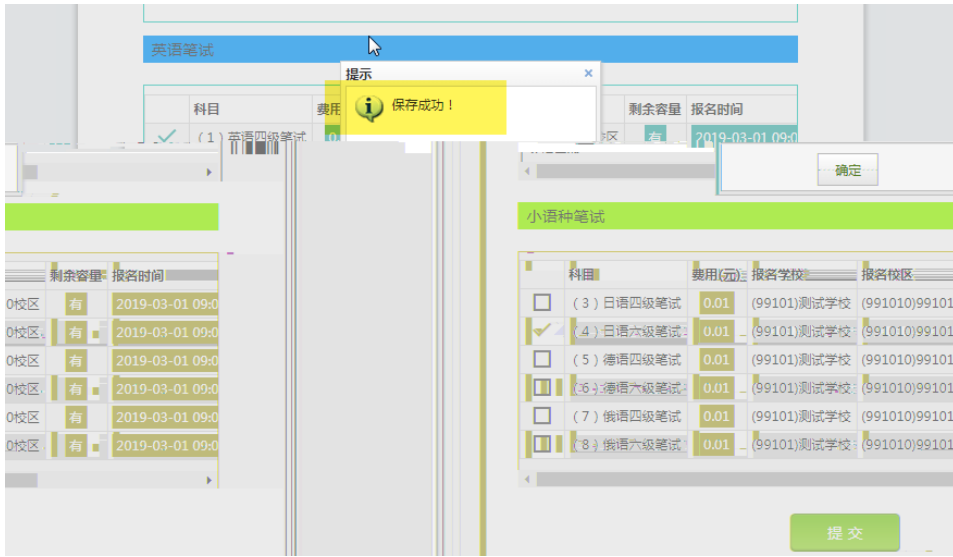 英语笔试
提示
保存成功！
科目
费用
剩余容量 报名时间
（1）英语四级笔试
校区 有 2019-03-01 09:0
确定
小语种笔试
剩余容量 报名时间
0校区 有 2019-03-01 09:0
0校区 有 2019-03-01 09:0
0校区 有 2019-03-01 09:0
0校区 有 2019-03-01 09:0
0校区 有 2019-03-01 09:0
0校区 有 2019-03-01 09:0
科目 费用(元) 报名学校 报名校区
（3）日语四级笔试 0.01 (99101)测试学校 (991010)99101
（4）日语六级笔试 0.01 (99101)测试学校 (991010)99101
（5）德语四级笔试 0.01 (99101)测试学校 (991010)99101
（6）德语六级笔试 0.01 (99101)测试学校 (991010)99101
（7）俄语四级笔试 0.01 (99101)测试学校 (991010)99101
（8）俄语六级笔试 0.01 (99101)测试学校 (991010)99101
提交